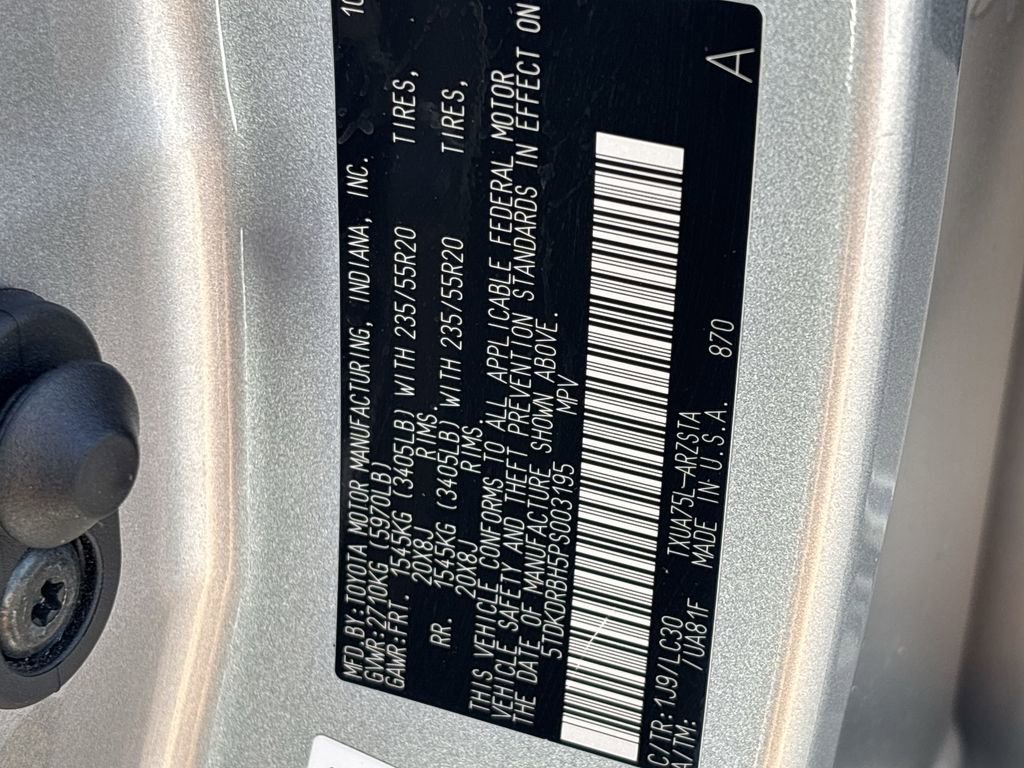 MFD BY:TOYOTA MOTOR MANUFACTURING, INDIANA, INC. 10
GVWR:2710KG (5970LB)
GAWR:FRT. 1545KG (3405LB) WITH 235/55R20 TIRES,
20X8J RIMS.
RR. 1545KG (3405LB) WITH 235/55R20 TIRES,
20X8J RIMS.
THIS VEHICLE CONFORMS TO ALL APPLICABLE FEDERAL MOTOR
VEHICLE SAFETY AND THEFT PREVENTION STANDARDS IN EFFECT ON
THE DATE OF MANUFACTURE SHOWN ABOVE.
5TDKDRBH5PS003195 MPV
C/TR:1J9/LC30 TXUA75L-ARZSTA 870
A/TM: /UA81F MADE IN U.S.A. A